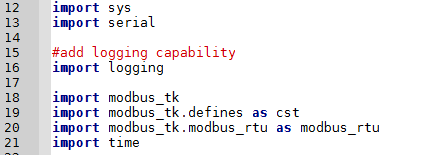 12 import sys
13 import serial
14
15 #add logging capability
16 import logging
17
18 import modbus_tk
19 import modbus_tk.defines as cst
20 import modbus_tk.modbus_rtu as modbus_rtu
21 import time